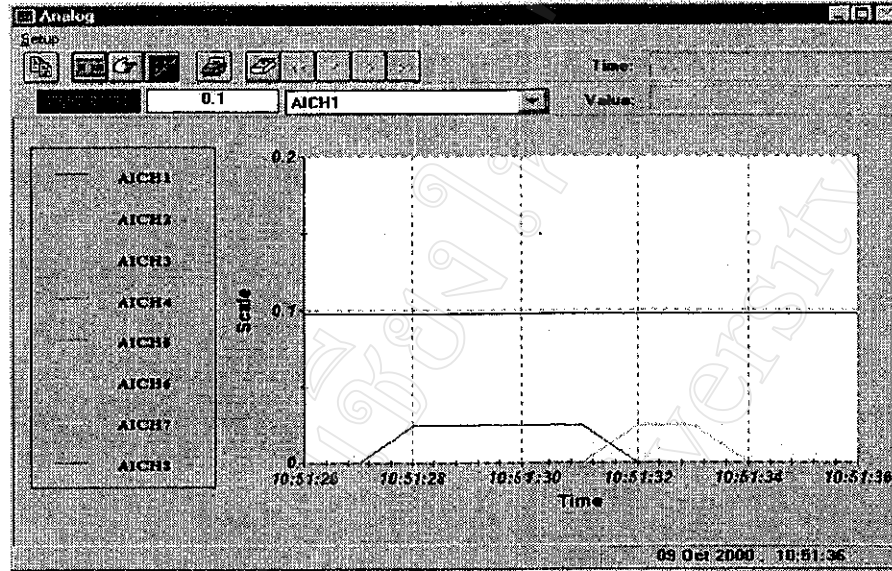 Analog
Setup
Time:
0.1
AICH1
Value:
AICH1
AICH2
AICH3
AICH4
AICH5
AICH6
AICH7
AICH8
Scale
0.2
0.1
0
10:51:26
10:51:28
10:51:30
10:51:32
10:51:34
10:51:36
Time
09 Oct 2000
10:51:36